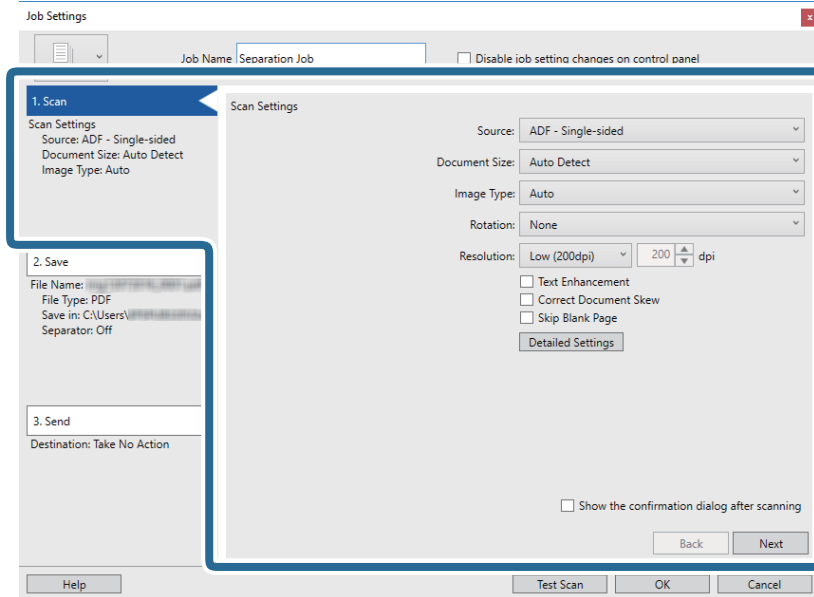 Job Settings
x
Job Name Separation Job Disable job setting changes on control panel
1. Scan
Scan Settings
Source: ADF - Single-sided
Document Size: Auto Detect
Image Type: Auto
2. Save
File Name:
File Type: PDF
Save in: C:\Users\
Separator: Off
3. Send
Destination: Take No Action
Scan Settings
Source: ADF - Single-sided
Document Size: Auto Detect
Image Type: Auto
Rotation: None
Resolution: Low (200dpi) 200 dpi
Text Enhancement
Correct Document Skew
Skip Blank Page
Detailed Settings
Show the confirmation dialog after scanning
Back Next
Help Test Scan OK Cancel